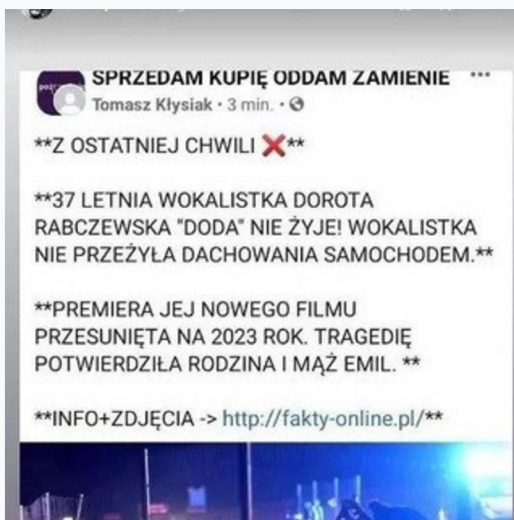 SPRZEDAM KUPIĘ ODDAM ZAMIENIE ...
Tomasz Kłysiak · 3 min. ·
**Z OSTATNIEJ CHWILI ❌**
**37 LETNIA WOKALISTKA DOROTA
RABCZEWSKA "DODA" NIE ŻYJE! WOKALISTKA
NIE PRZEŻYŁA DACHOWANIA SAMOCHODEM.**
**PREMIERA JEJ NOWEGO FILMU
PRZESUNIĘTA NA 2023 ROK. TRAGEDIĘ
POTWIERDZIŁA RODZINA I MĄŻ EMIL. **
**INFO+ZDJĘCIA -> http://fakty-online.pl/**